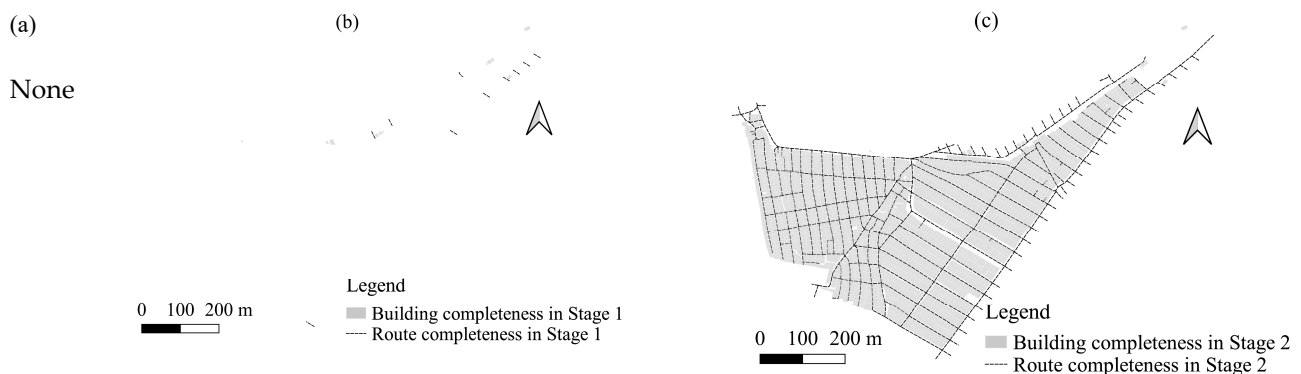 (a)
None
(b)
Legend
0 100 200 m
Building completeness in Stage 1
Route completeness in Stage 1
(c)
Legend
0 100 200 m
Building completeness in Stage 2
Route completeness in Stage 2